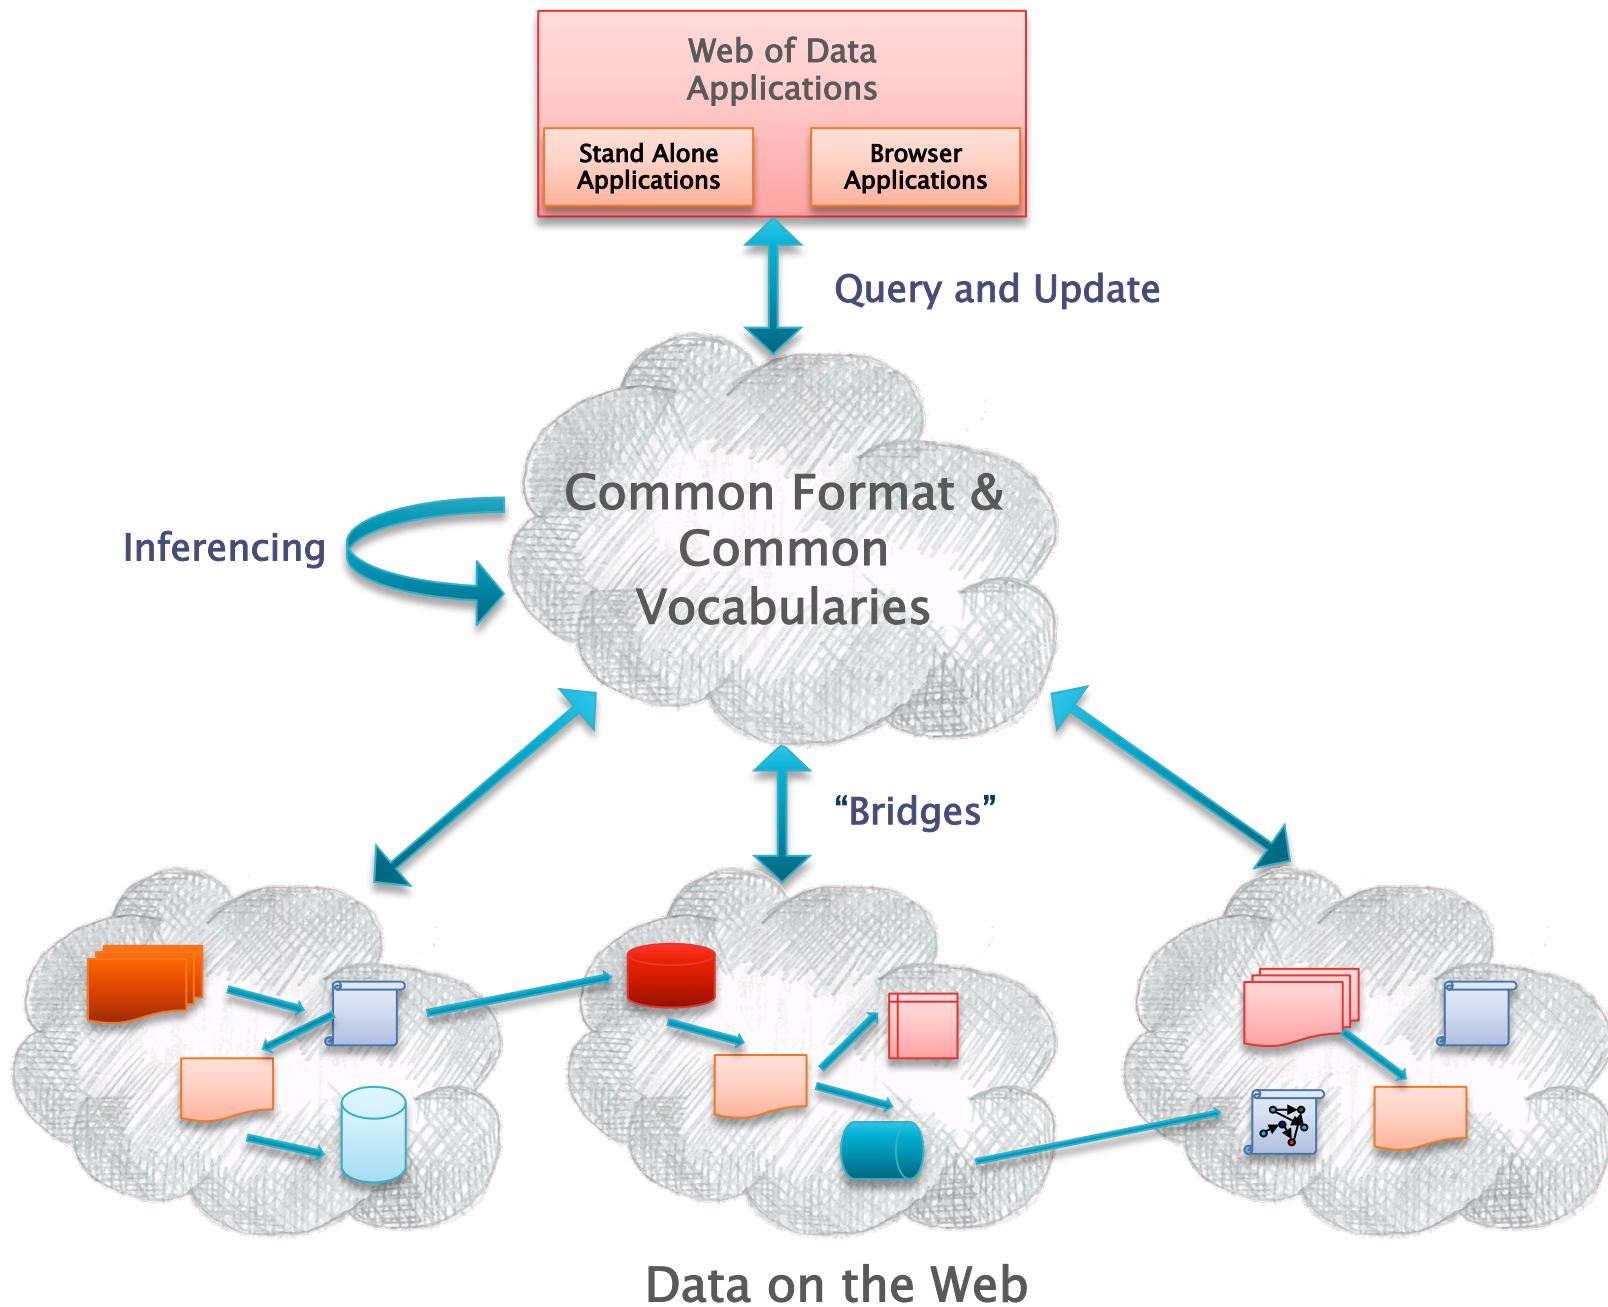 Web of Data
Applications
Stand Alone
Applications
Browser
Applications
Query and Update
Common Format &
Common
Vocabularies
Inferencing
“Bridges”
Data on the Web